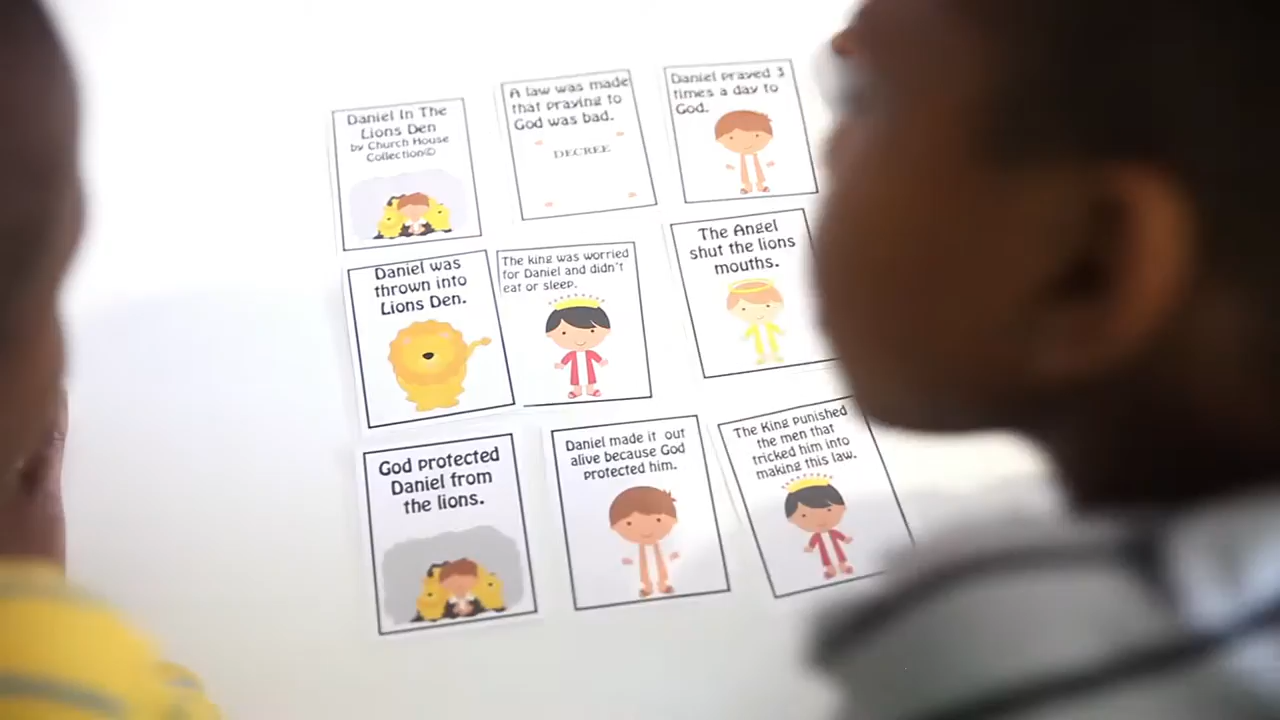 Daniel In The
Lions Den
by Church House
Collection©
A law was made
that praying to
God was bad.
DECREE
Daniel prayed 3
times a day to
God.
Daniel was
thrown into
Lions Den.
The king was worried
for Daniel and didn't
eat or sleep.
The Angel
shut the lions
mouths.
God protected
Daniel from
the lions.
Daniel made it out
alive because God
protected him.
The King punished
the men that
tricked him into
making this law.